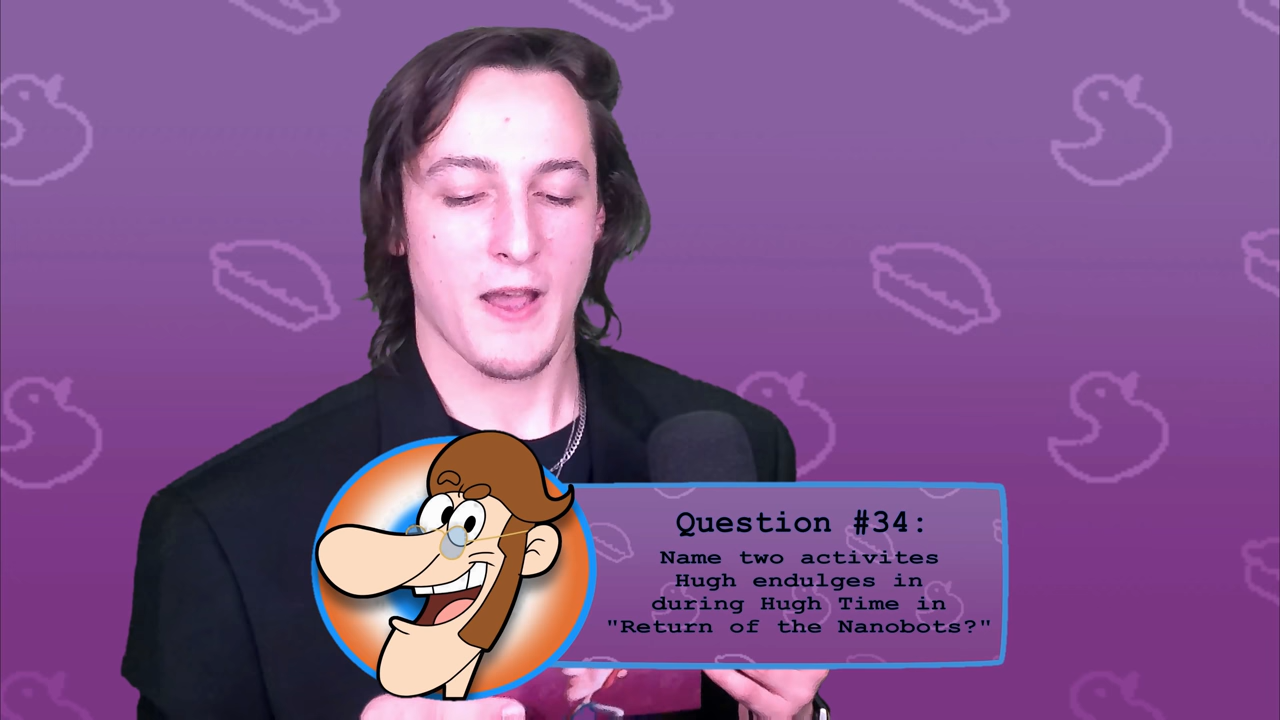 Question #34:
Name two activites
Hugh endulges in
during Hugh Time in
"Return of the Nanobots?"